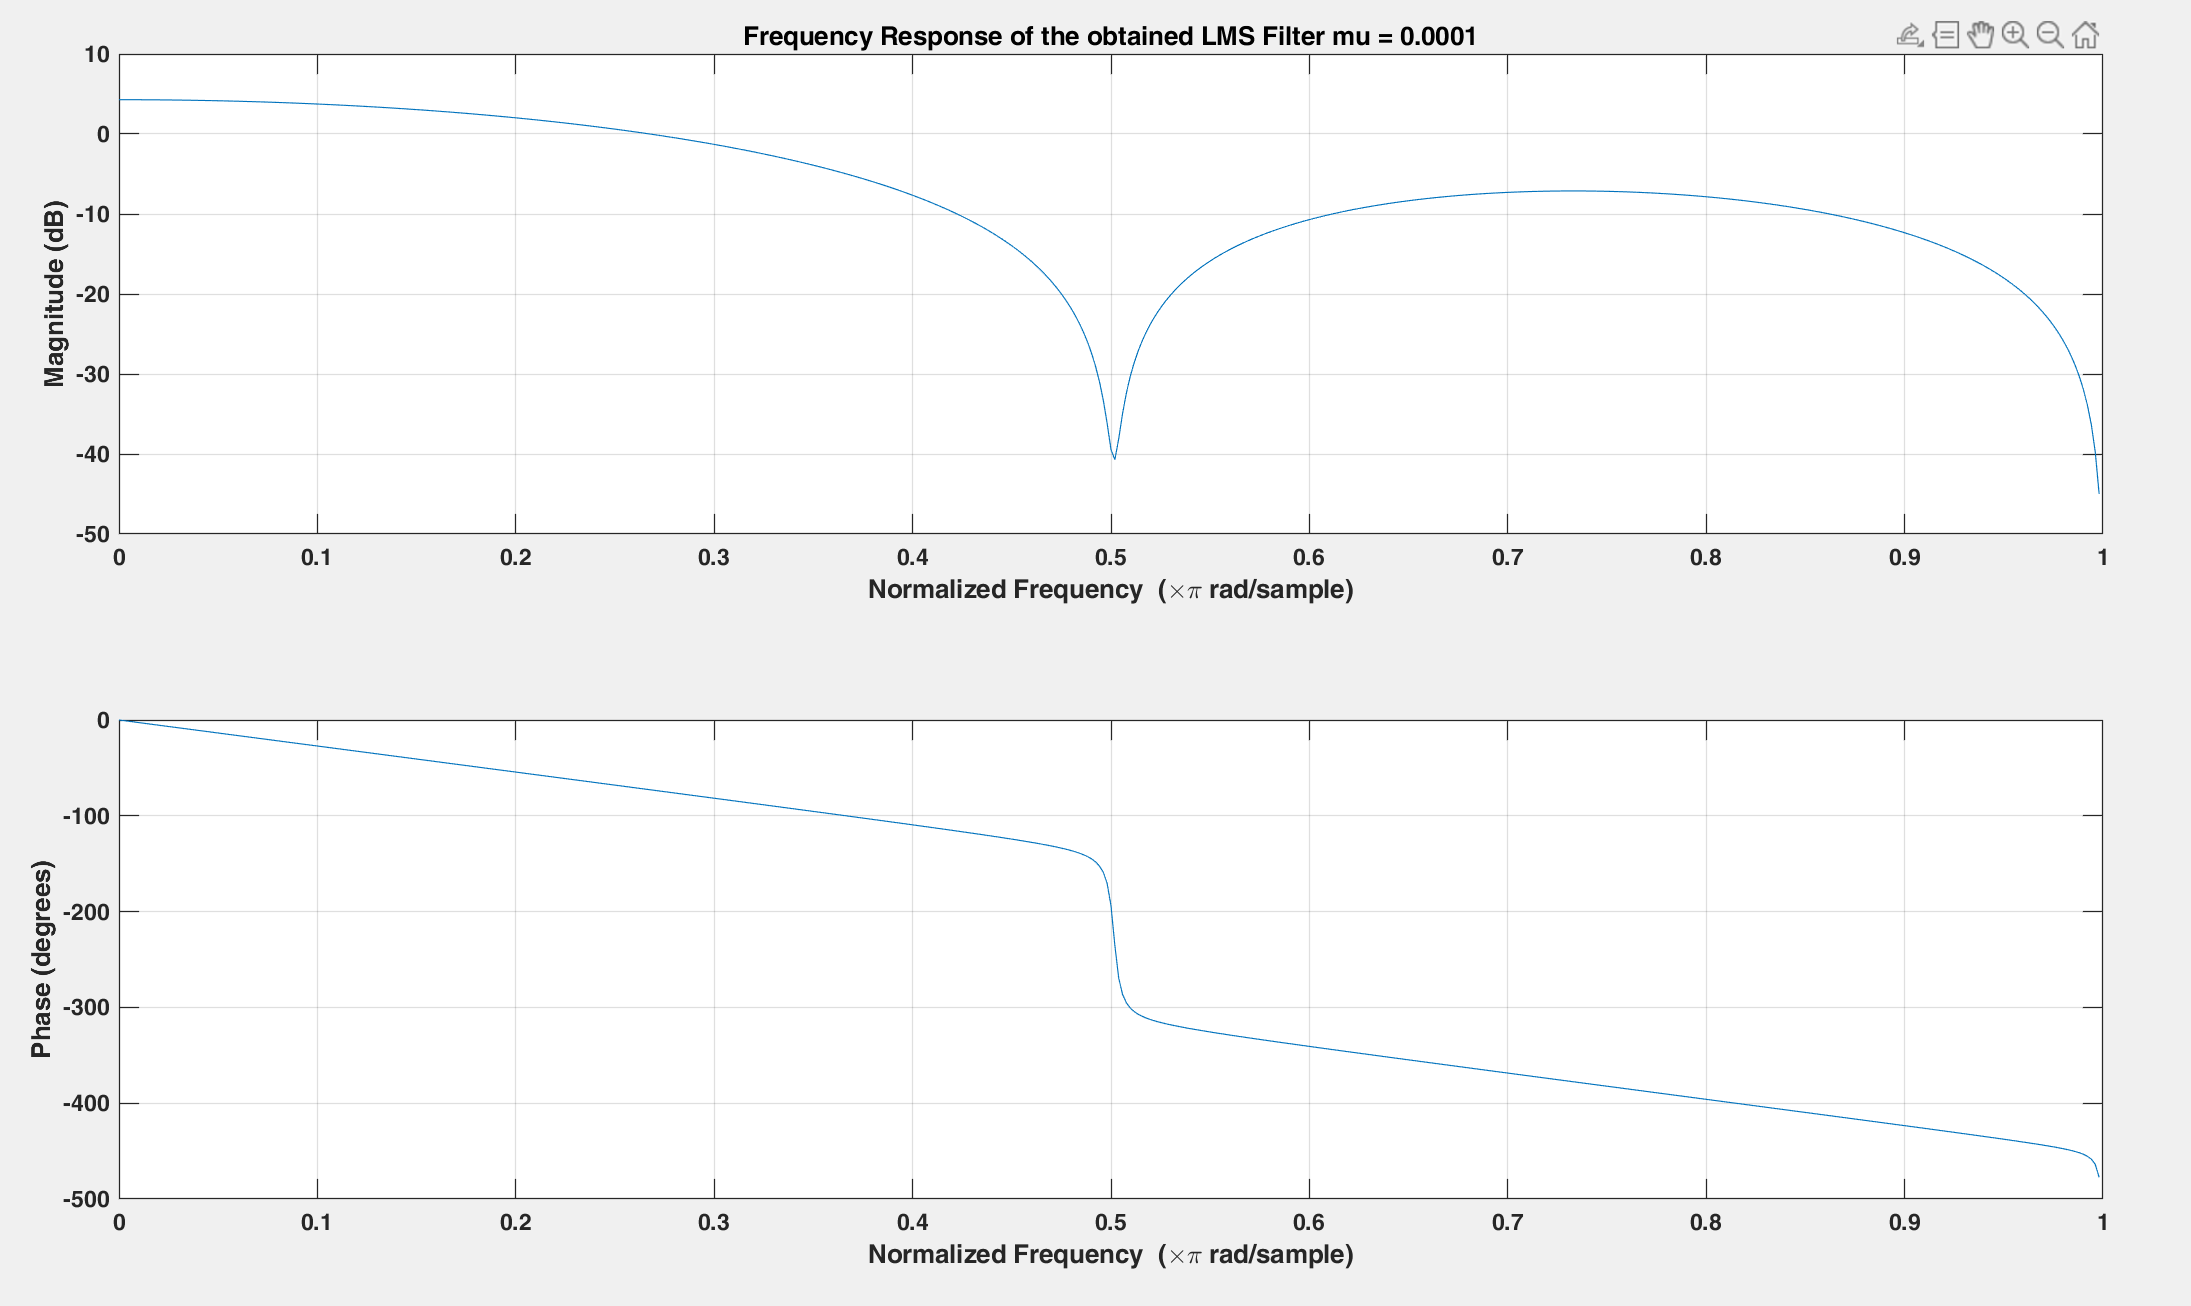 Frequency Response of the obtained LMS Filter mu = 0.0001
10
0
-10
-20
-30
-40
-50
Magnitude (dB)
0 0.1 0.2 0.3 0.4 0.5 0.6 0.7 0.8 0.9 1
Normalized Frequency (×π rad/sample)
0
-100
-200
-300
-400
-500
Phase (degrees)
0 0.1 0.2 0.3 0.4 0.5 0.6 0.7 0.8 0.9 1
Normalized Frequency (×π rad/sample)